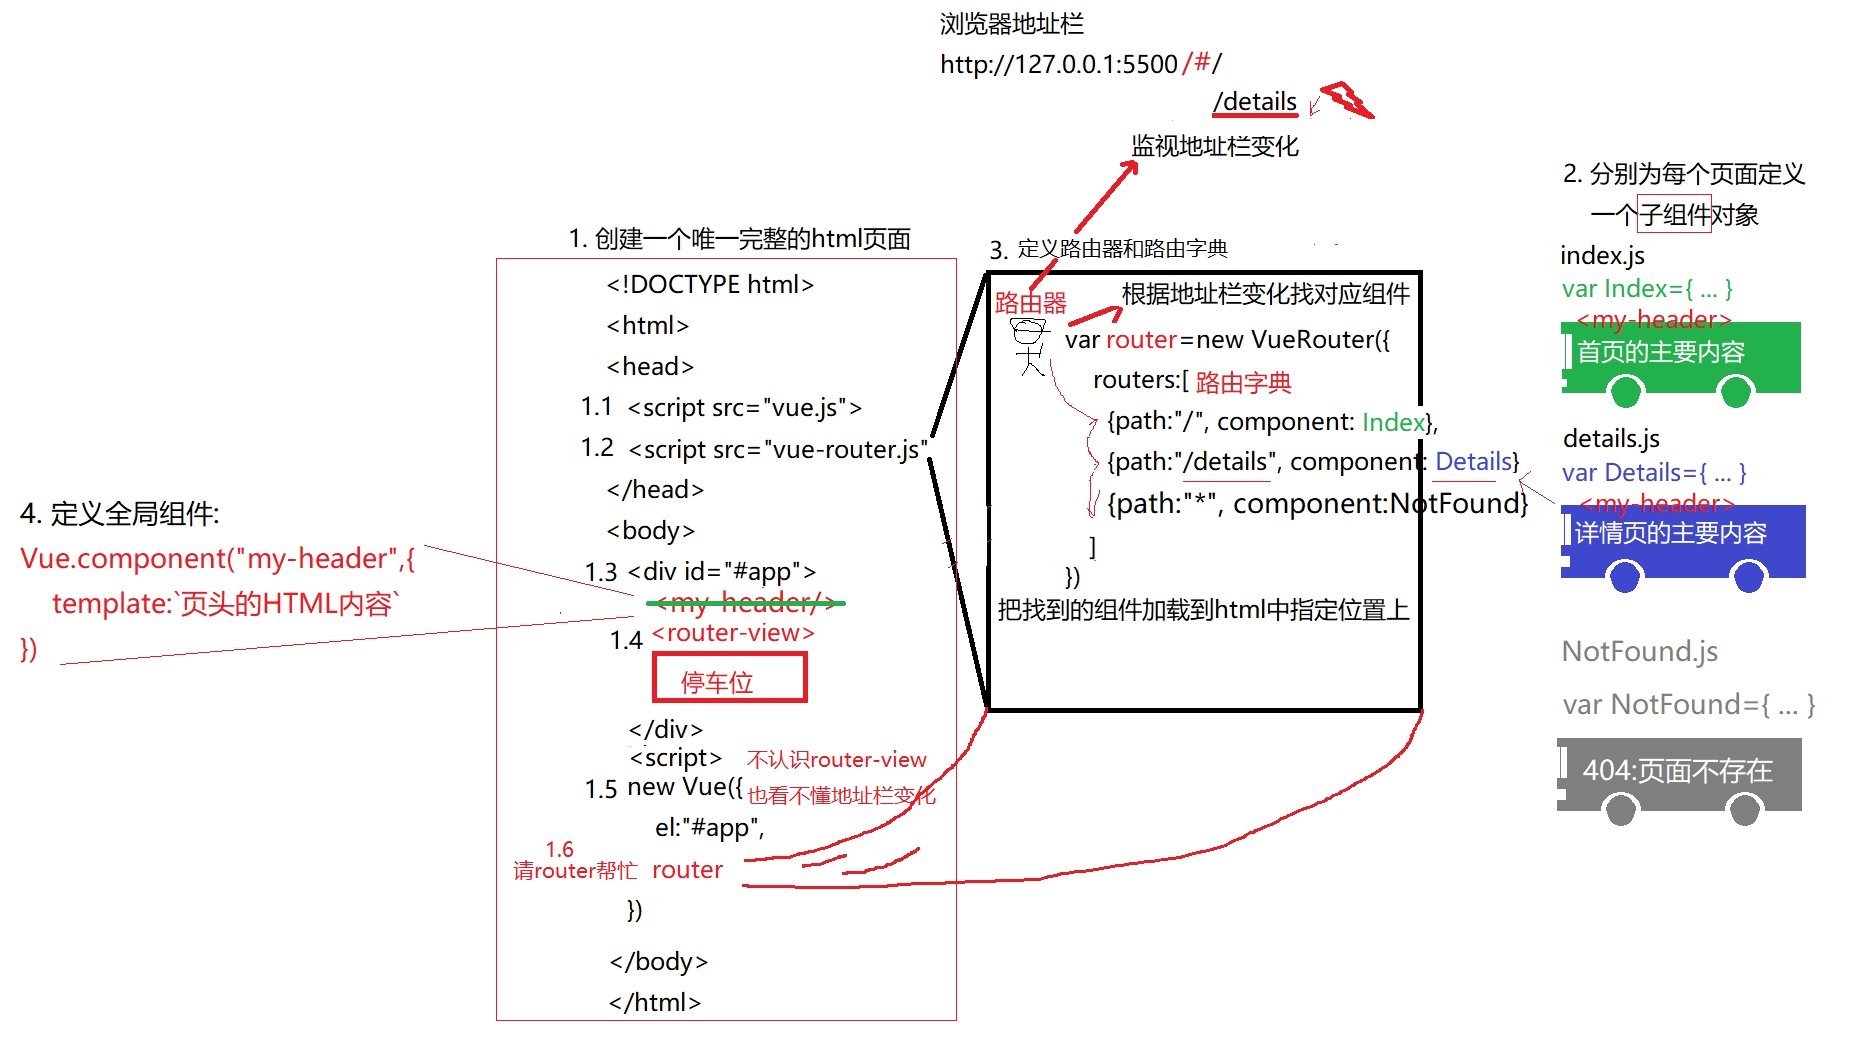 浏览器地址栏
http://127.0.0.1:5500/#/
/details
监视地址栏变化
1. 创建一个唯一完整的html页面
<!DOCTYPE html>
<html>
<head>
1.1 <script src="vue.js">
1.2 <script src="vue-router.js"
</head>
<body>
1.3 <div id="#app">
<my-header/>
1.4 <router-view>
停车位
</div>
<script> 不认识router-view
1.5 new Vue({ 也看不懂地址栏变化
el:"#app",
1.6
请router帮忙 router
})
</body>
</html>
3. 定义路由器和路由字典
路由器 根据地址栏变化找对应组件
var router=new VueRouter({
routers:[ 路由字典
{path:"/", component: Index},
{path:"/details", component: Details}
{path:"*", component:NotFound}
]
})
把找到的组件加载到html中指定位置上
2. 分别为每个页面定义
一个子组件对象
index.js
var Index={ ... }
<my-header>
首页的主要内容
details.js
var Details={ ... }
<my-header>
详情页的主要内容
NotFound.js
var NotFound={ ... }
404:页面不存在
4. 定义全局组件:
Vue.component("my-header",{
template:`页头的HTML内容`
})